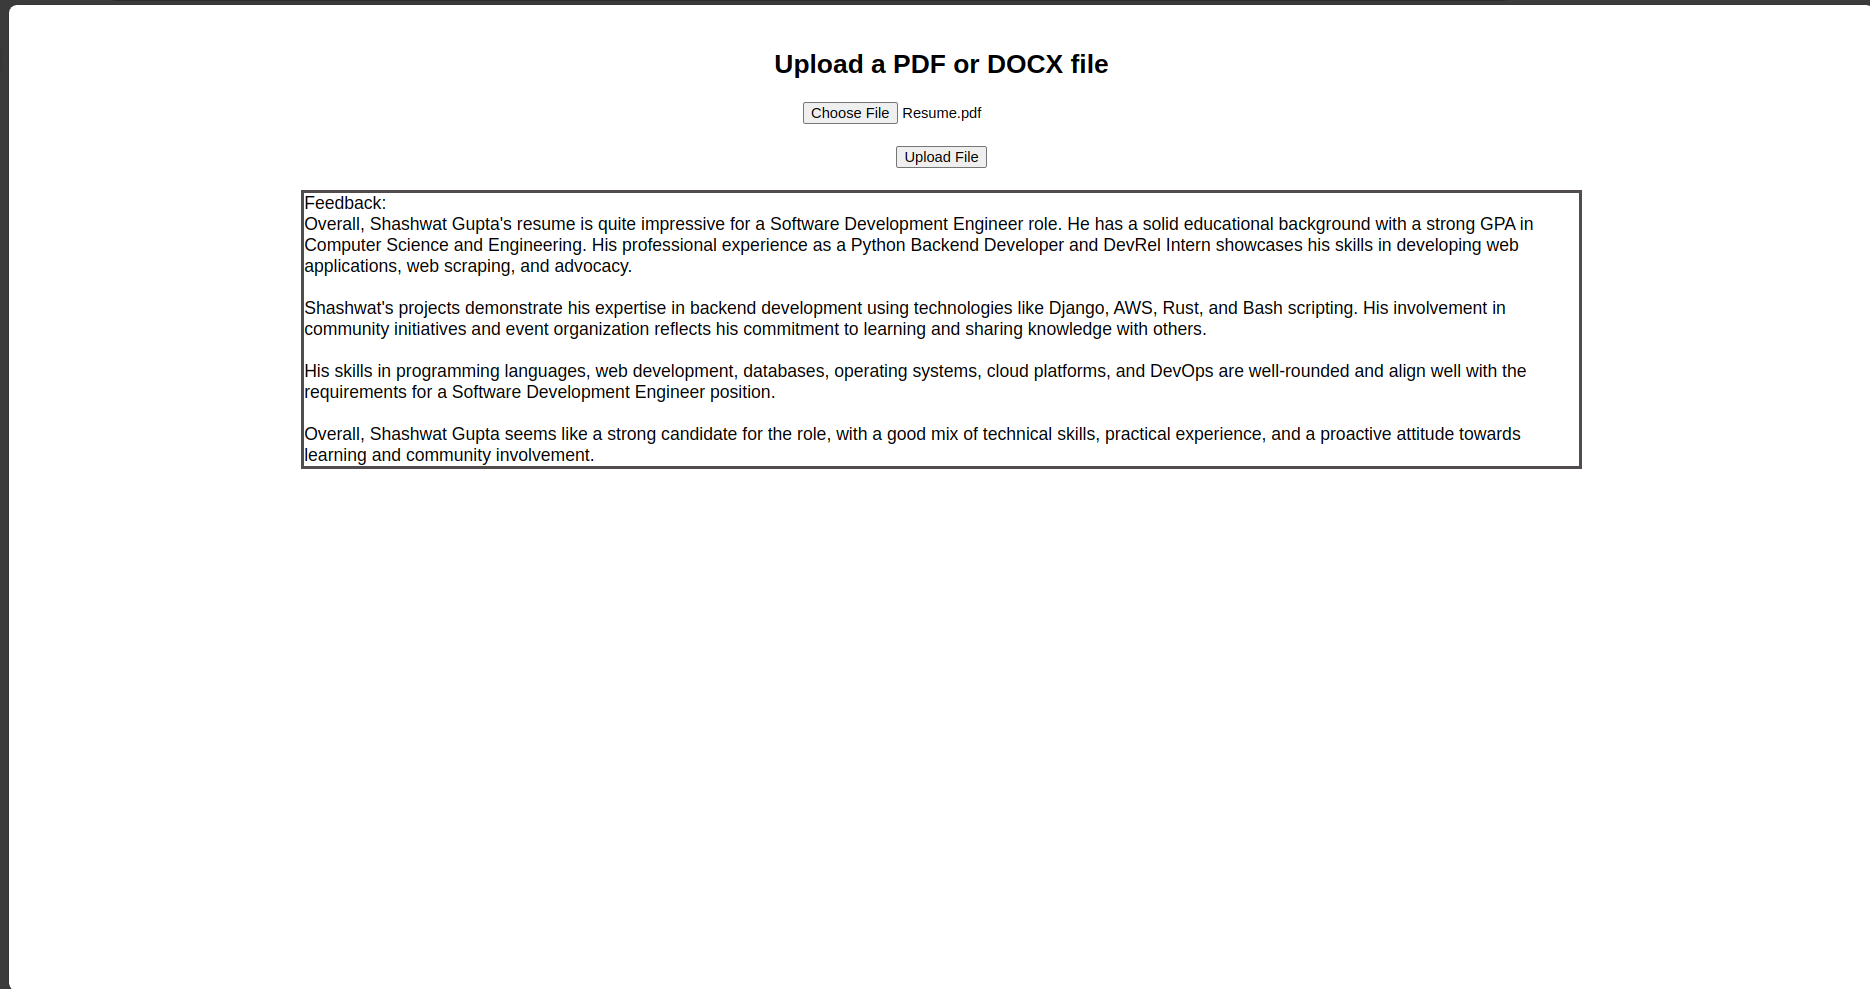 Upload a PDF or DOCX file
Choose File Resume.pdf
Upload File
Feedback:
Overall, Shashwat Gupta's resume is quite impressive for a Software Development Engineer role. He has a solid educational background with a strong GPA in
Computer Science and Engineering. His professional experience as a Python Backend Developer and DevRel Intern showcases his skills in developing web
applications, web scraping, and advocacy.
Shashwat's projects demonstrate his expertise in backend development using technologies like Django, AWS, Rust, and Bash scripting. His involvement in
community initiatives and event organization reflects his commitment to learning and sharing knowledge with others.
His skills in programming languages, web development, databases, operating systems, cloud platforms, and DevOps are well-rounded and align well with the
requirements for a Software Development Engineer position.
Overall, Shashwat Gupta seems like a strong candidate for the role, with a good mix of technical skills, practical experience, and a proactive attitude towards
learning and community involvement.